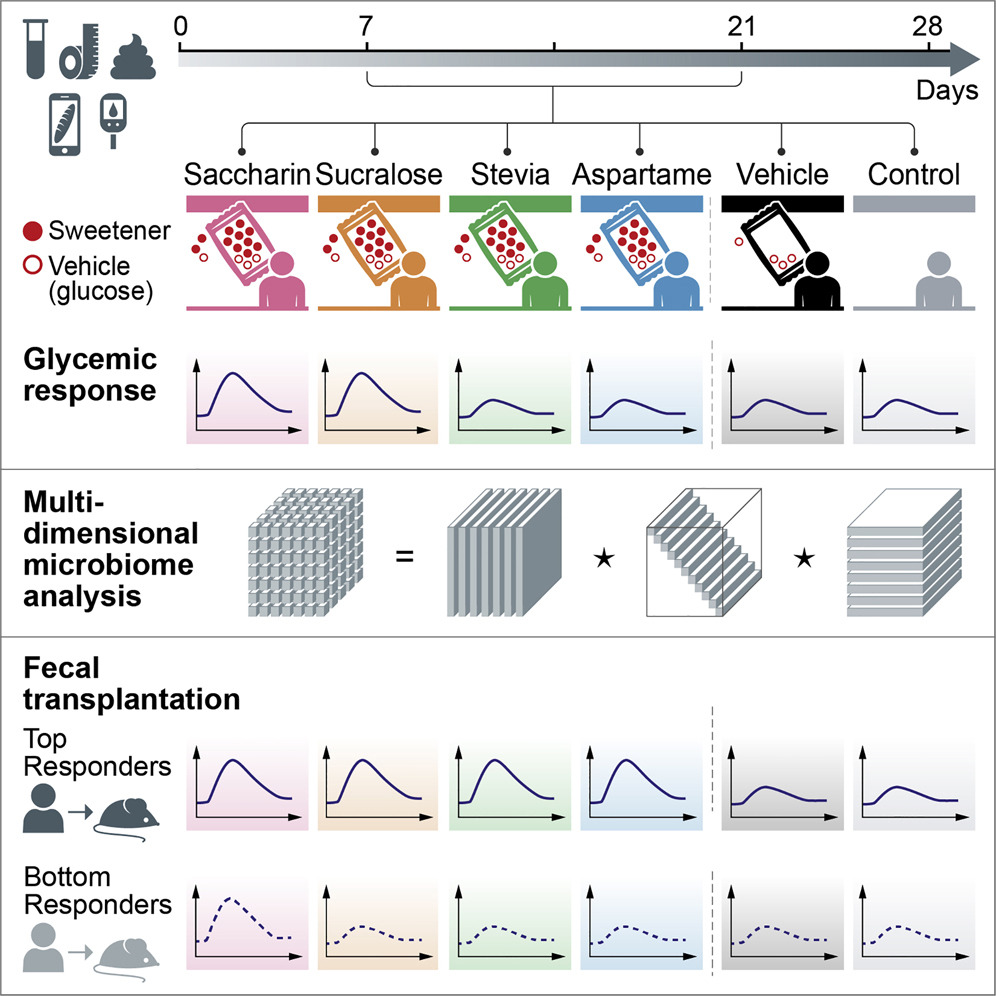 0 7 21 28
Days
Saccharin Sucralose Stevia Aspartame Vehicle Control
Sweetener
Vehicle
(glucose)
Glycemic
response
Multi-
dimensional
microbiome
analysis
=
Fecal
transplantation
Top
Responders
Bottom
Responders